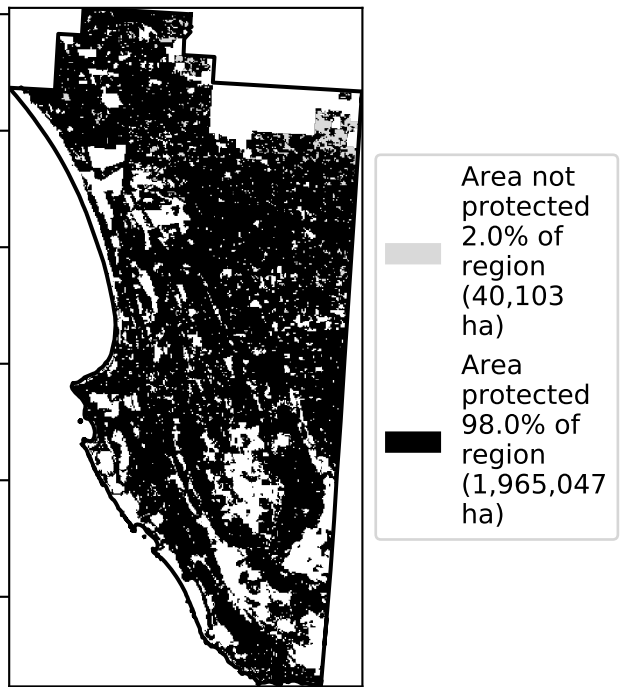 Area not
protected
2.0% of
region
(40,103
ha)
Area
protected
98.0% of
region
(1,965,047
ha)